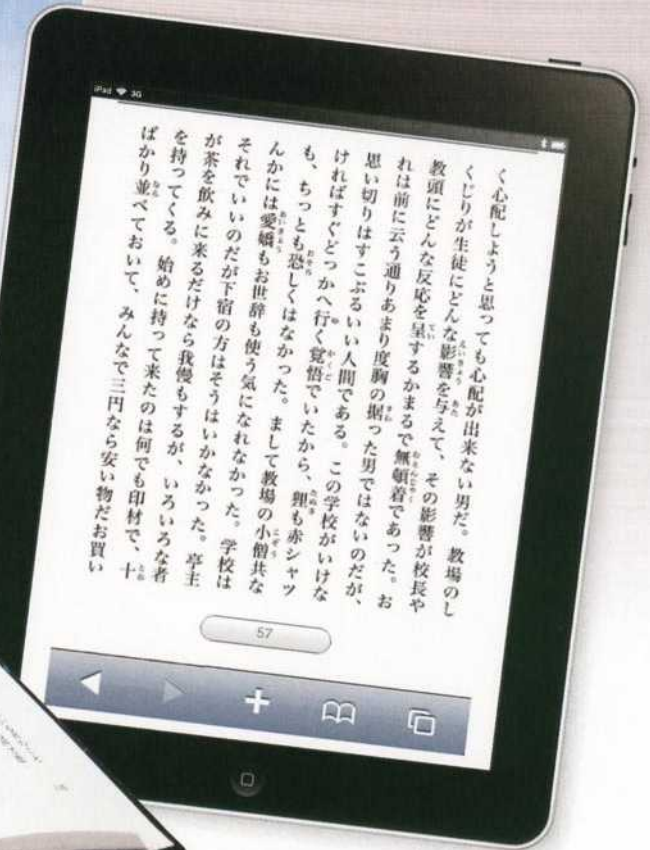 iPad 3G
く心配しようと思っても心配が出来ない男だ。教場のし
くじりが生徒にどんな影響を与えて、その影響が校長や
教頭にどんな反応を呈するかまるで無頓着であった。お
れは前に云う通りあまり度胸の据った男ではないのだが、
思い切りはすこぶるいい人間である。この学校がいけな
ければすぐどっかへ行く覚悟でいたから、狸も赤シャツ
も、ちっとも恐しくはなかった。まして教場の小僧共な
んかには愛嬌もお世辞も使う気になれなかった。学校は
それでいいのだが下宿の方はそうはいかなかった。亭主
が茶を飲みに来るだけなら我慢もするが、いろいろな者
を持ってくる。始めに持って来たのは何でも印材で、十
ばかり並べておいて、みんなで三円なら安い物だお買い
57